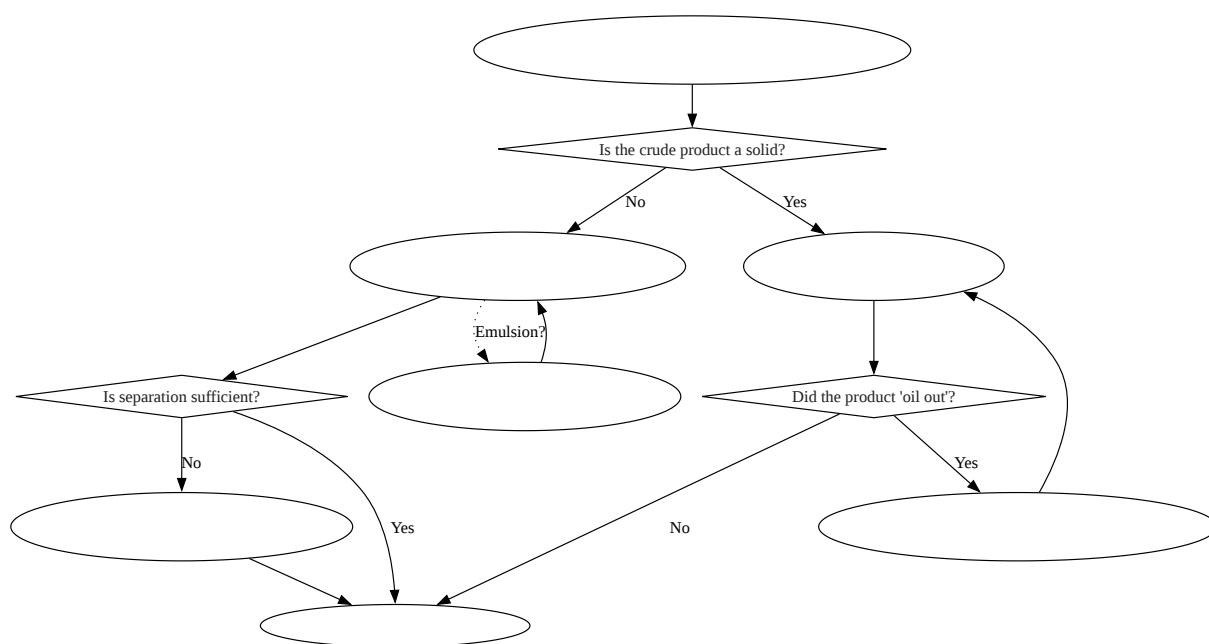 Is the crude product a solid?
No
Yes
Emulsion?
Is separation sufficient?
Did the product 'oil out'?
No
Yes
Yes
No